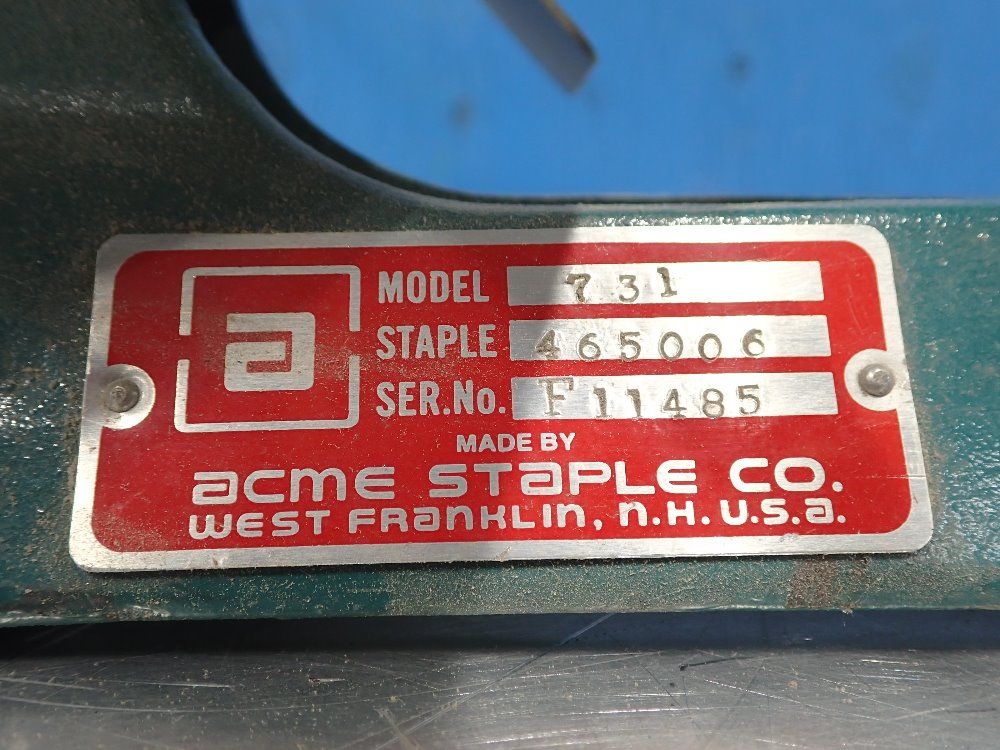 a
MODEL 731
STAPLE 465006
SER.No. F11485
MADE BY
acme STaPLE CO.
WEST FRanKLIn, n.H. U.S.a.